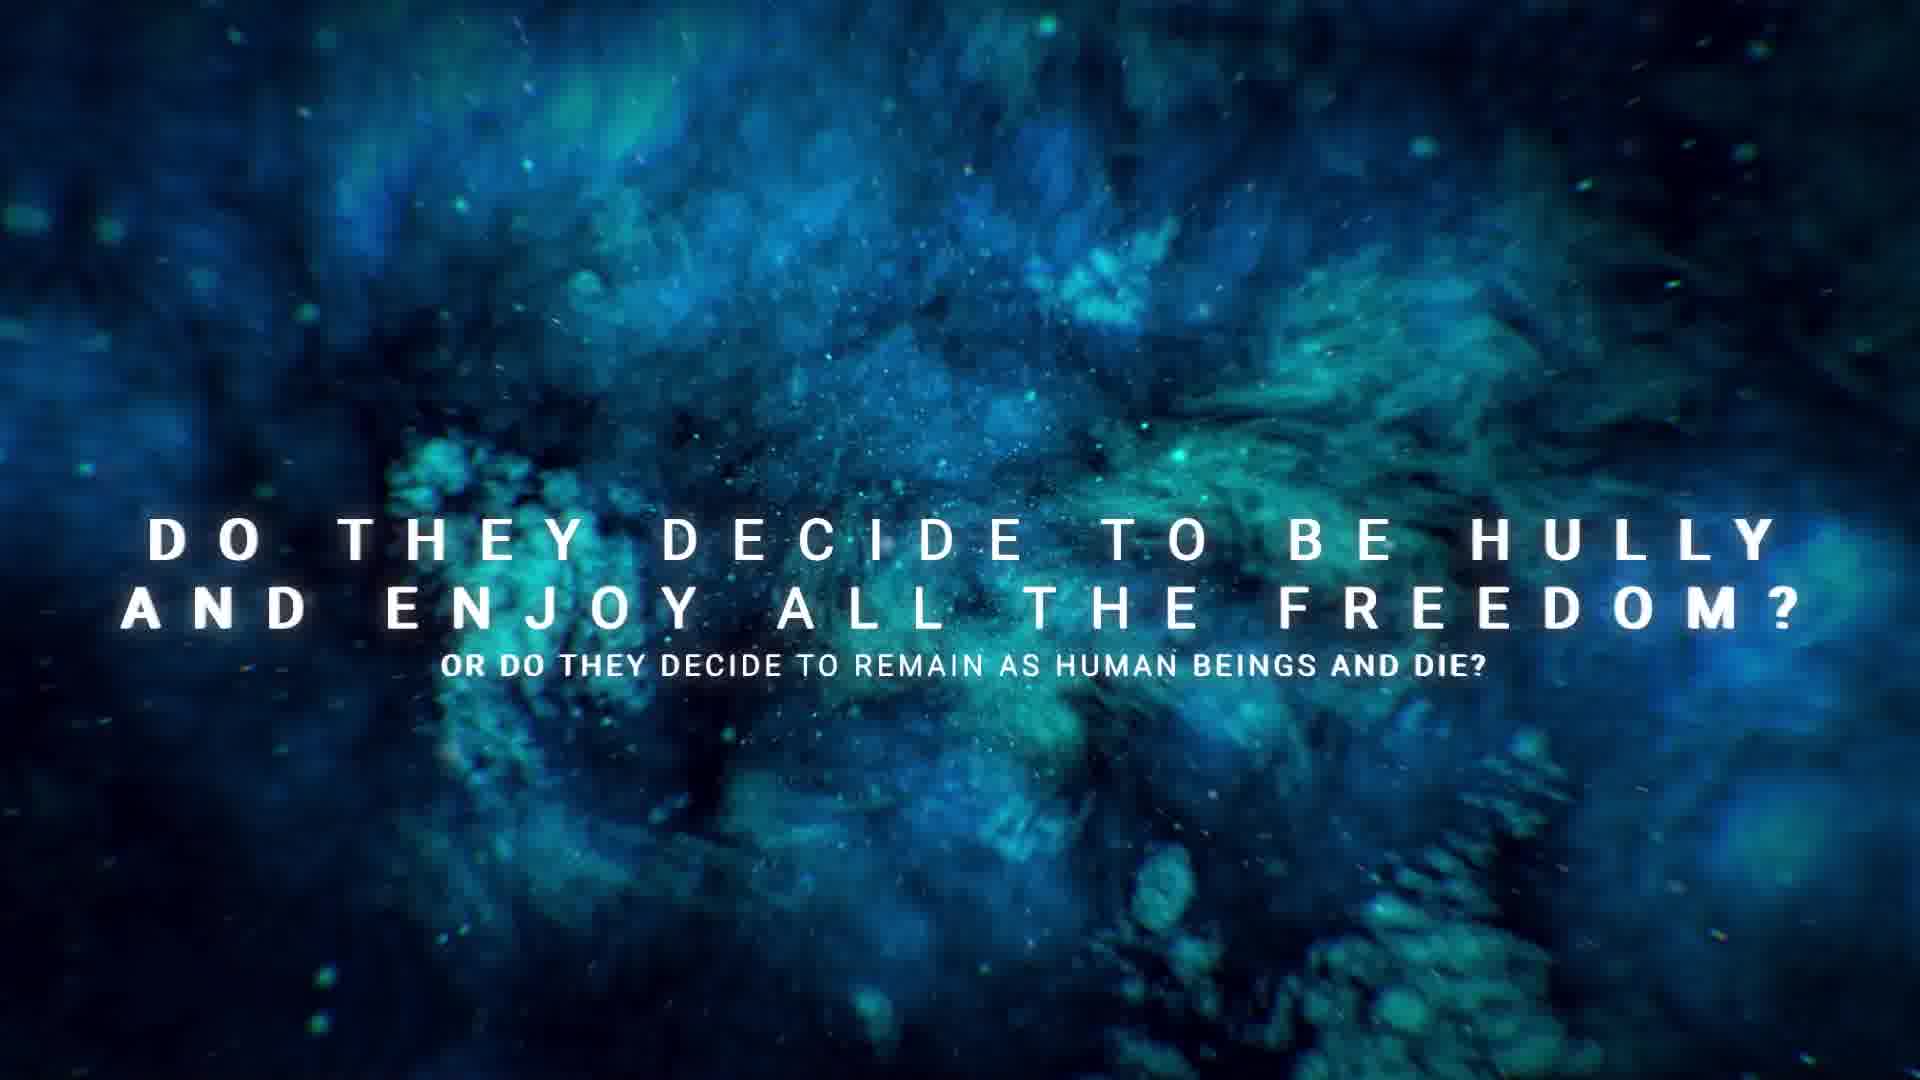 DO THEY DECIDE TO BE HULLY
AND ENJOY ALL THE FREEDOM?
OR DO THEY DECIDE TO REMAIN AS HUMAN BEINGS AND DIE?